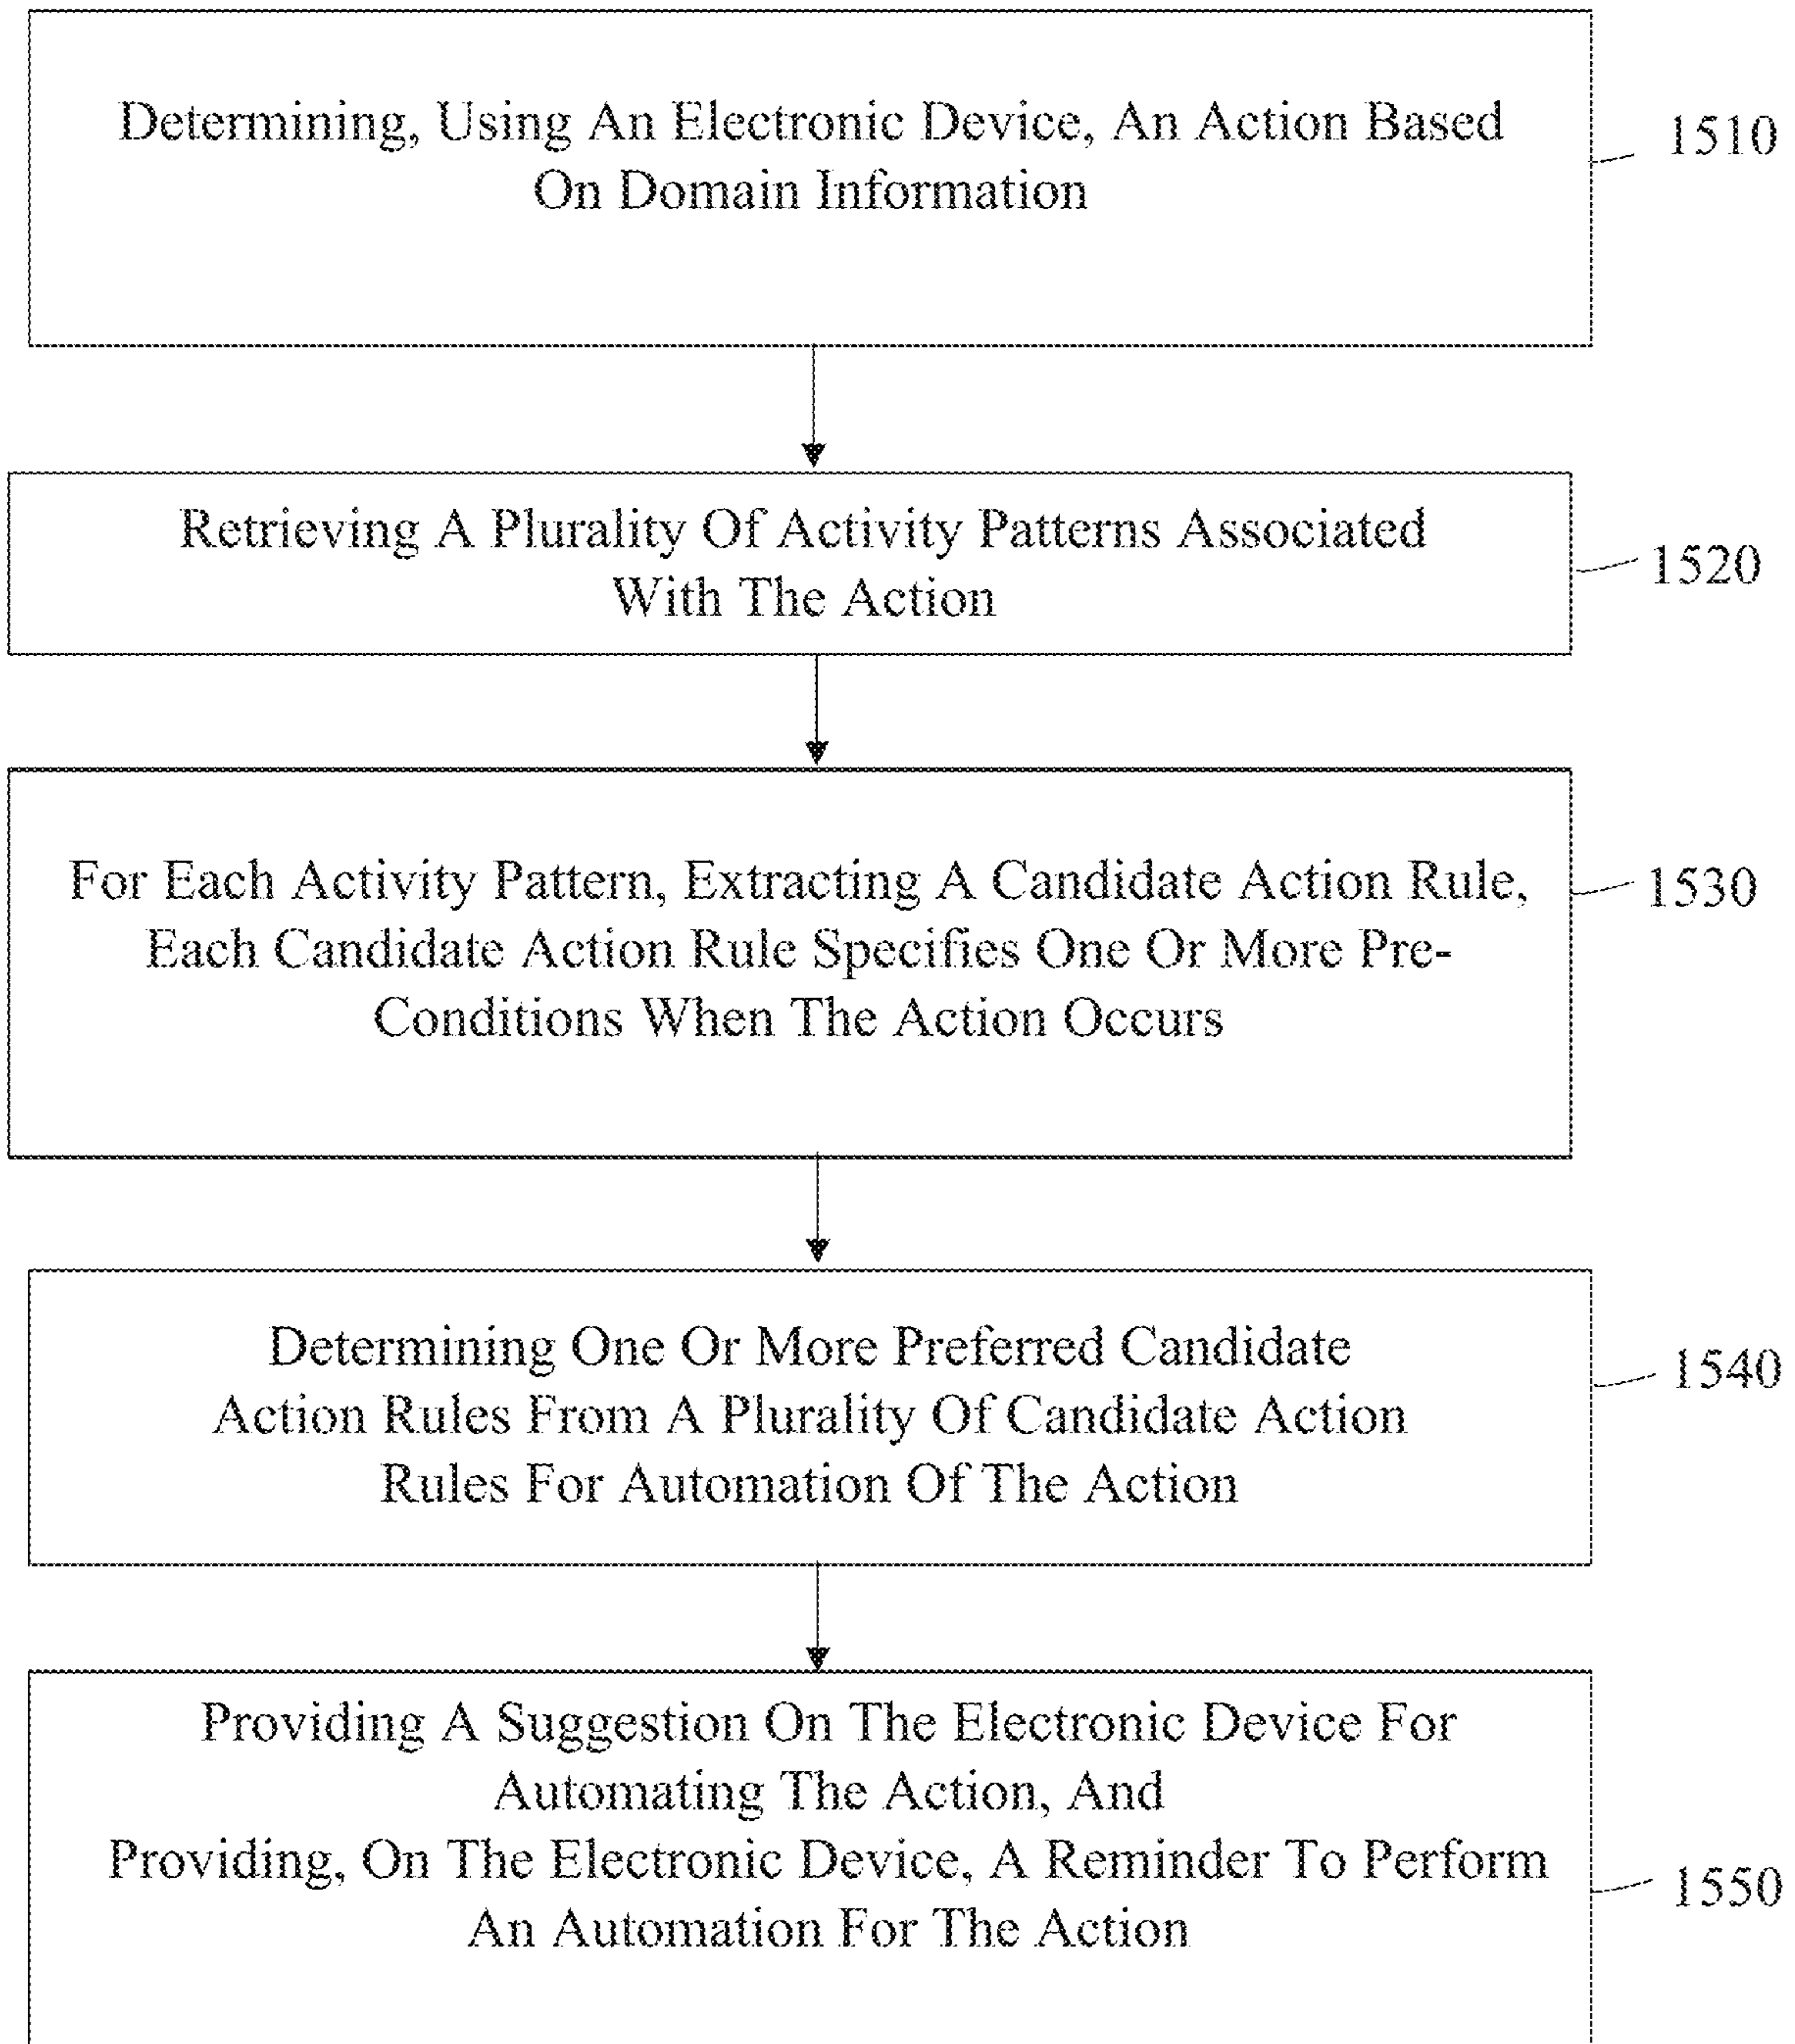 Determining, Using An Electronic Device, An Action Based
On Domain Information
1510
Retrieving A Plurality Of Activity Patterns Associated
With The Action
1520
For Each Activity Pattern, Extracting A Candidate Action Rule,
Each Candidate Action Rule Specifies One Or More Pre-
Conditions When The Action Occurs
1530
Determining One Or More Preferred Candidate
Action Rules From A Plurality Of Candidate Action
Rules For Automation Of The Action
1540
Providing A Suggestion On The Electronic Device For
Automating The Action, And
Providing, On The Electronic Device, A Reminder To Perform
An Automation For The Action
1550